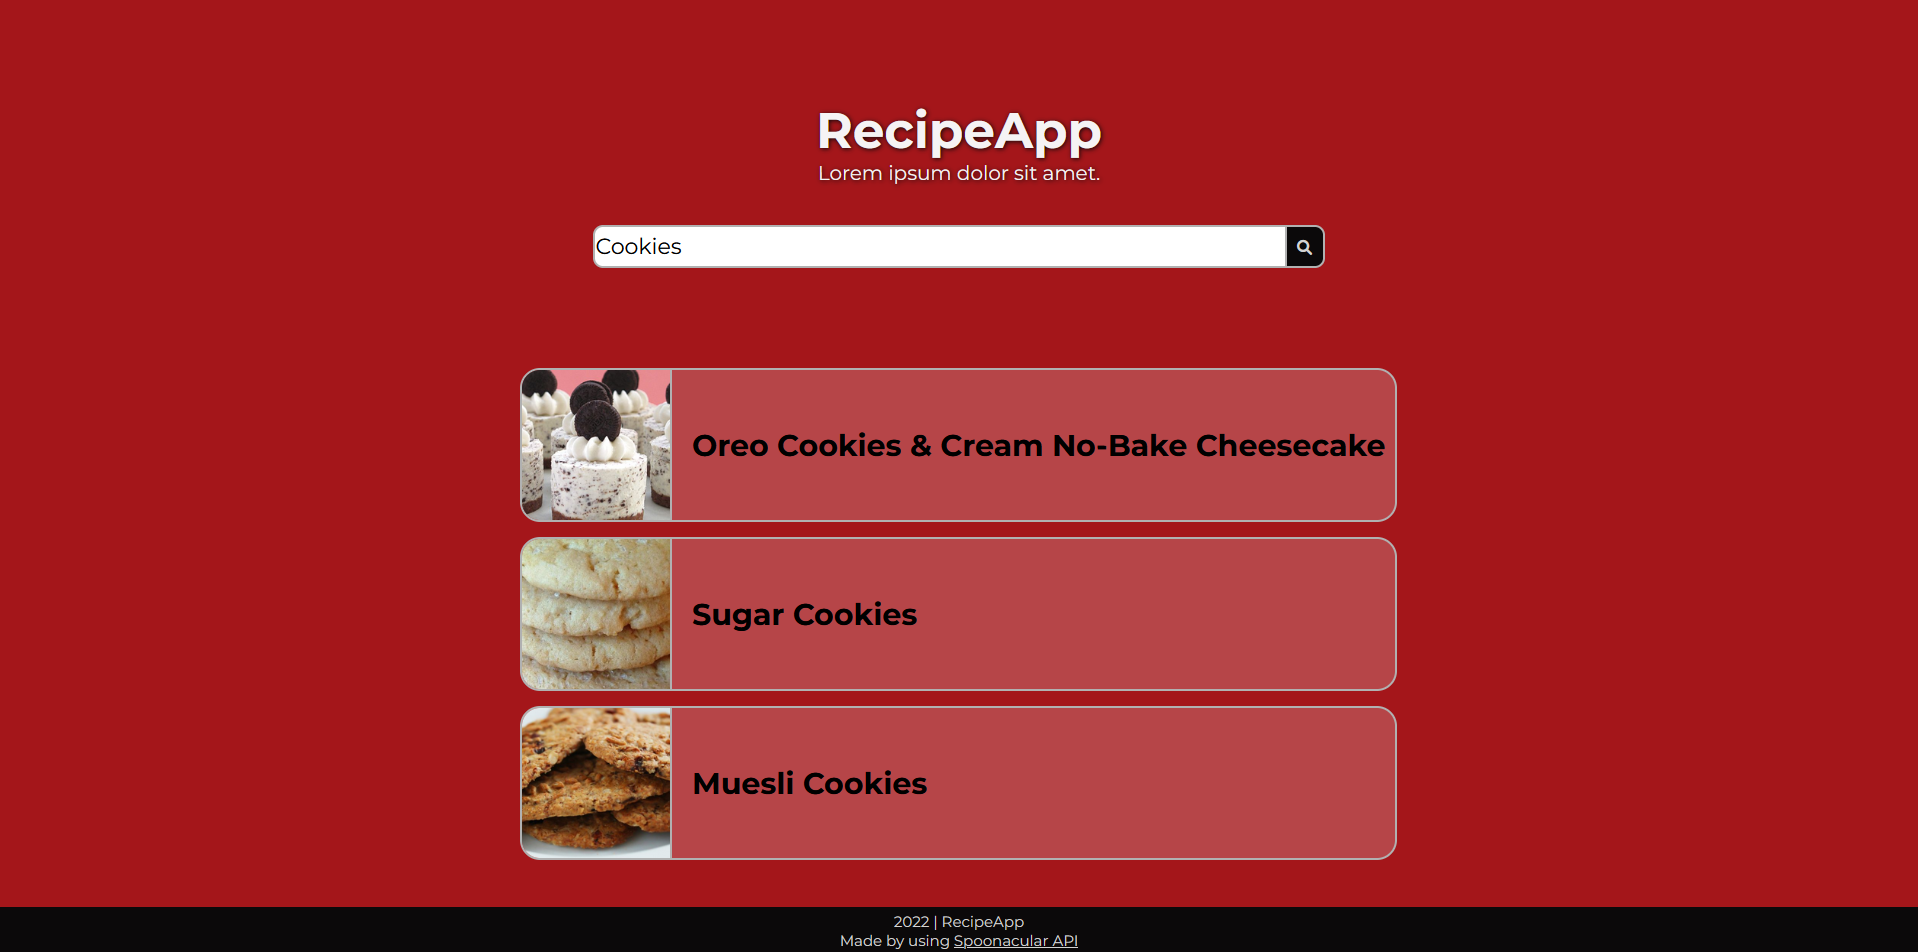 RecipeApp
Lorem ipsum dolor sit amet.
Cookies
Oreo Cookies & Cream No-Bake Cheesecake
Sugar Cookies
Muesli Cookies
2022 | RecipeApp
Made by using Spoonacular API